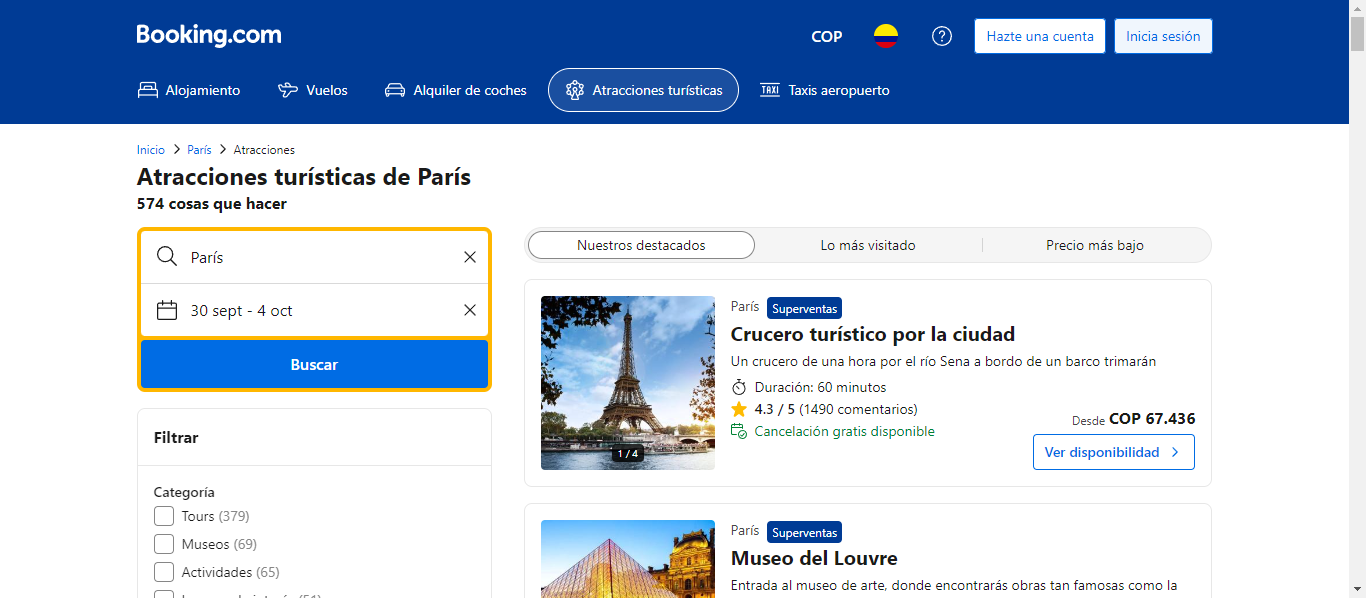 Booking.com
COP
Hazte una cuenta
Inicia sesión
Alojamiento
Vuelos
Alquiler de coches
Atracciones turísticas
TAXI
Taxis aeropuerto
Inicio > París > Atracciones
Atracciones turísticas de París
574 cosas que hacer
París
30 sept - 4 oct
Buscar
Filtrar
Categoría
Tours (379)
Museos (69)
Actividades (65)
Nuestros destacados
Lo más visitado
Precio más bajo
París Superventas
Crucero turístico por la ciudad
Un crucero de una hora por el río Sena a bordo de un barco trimarán
Duración: 60 minutos
4.3 / 5 (1490 comentarios)
Cancelación gratis disponible
1 / 4
Desde COP 67.436
Ver disponibilidad
París Superventas
Museo del Louvre
Entrada al museo de arte, donde encontrarás obras tan famosas como la